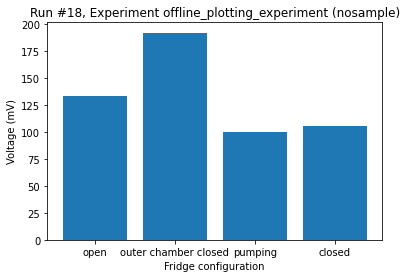 Run #18, Experiment offline_plotting_experiment (nosample)
200
175
150
125
100
75
50
25
0
Voltage (mV)
open outer chamber closed pumping closed
Fridge configuration